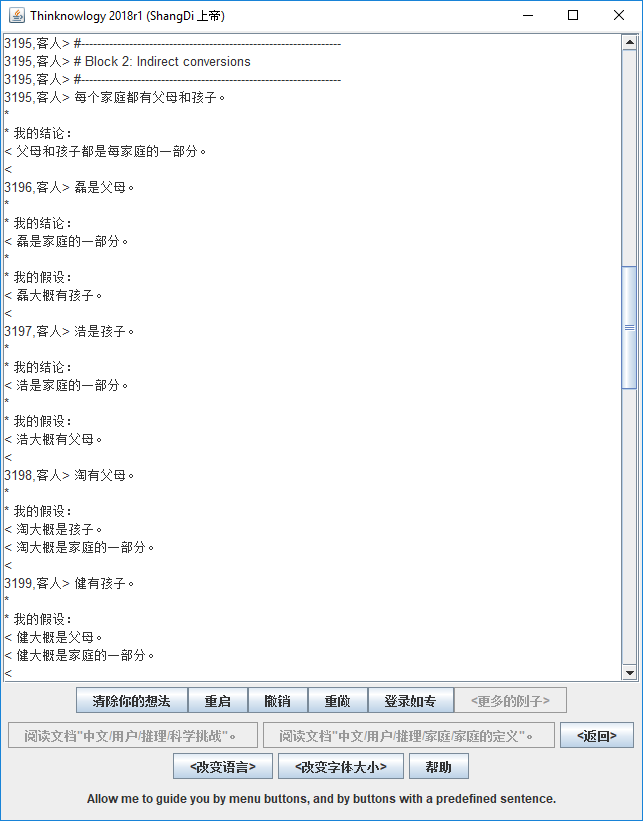 Thinknowlogy 2018r1 (ShangDi 上帝)
3195,客人> #-----------------------------------------------------------------
3195,客人> # Block 2: Indirect conversions
3195,客人> #-----------------------------------------------------------------
3195,客人> 每个家庭都有父母和孩子。
*
* 我的结论：
< 父母和孩子都是每家庭的一部分。
<
3196,客人> 磊是父母。
*
* 我的结论：
< 磊是家庭的一部分。
*
* 我的假设：
< 磊大概有孩子。
<
3197,客人> 浩是孩子。
*
* 我的结论：
< 浩是家庭的一部分。
*
* 我的假设：
< 浩大概有父母。
<
3198,客人> 淘有父母。
*
* 我的假设：
< 淘大概是孩子。
< 淘大概是家庭的一部分。
<
3199,客人> 健有孩子。
*
* 我的假设：
< 健大概是父母。
< 健大概是家庭的一部分。
<
清除你的想法 重启 撤销 重做 登录如专 <更多的例子>
阅读文档"中文/用户/推理/科学挑战"。 阅读文档"中文/用户/推理/家庭/家庭的定义"。 <返回>
<改变语言> <改变字体大小> 帮助
Allow me to guide you by menu buttons, and by buttons with a predefined sentence.